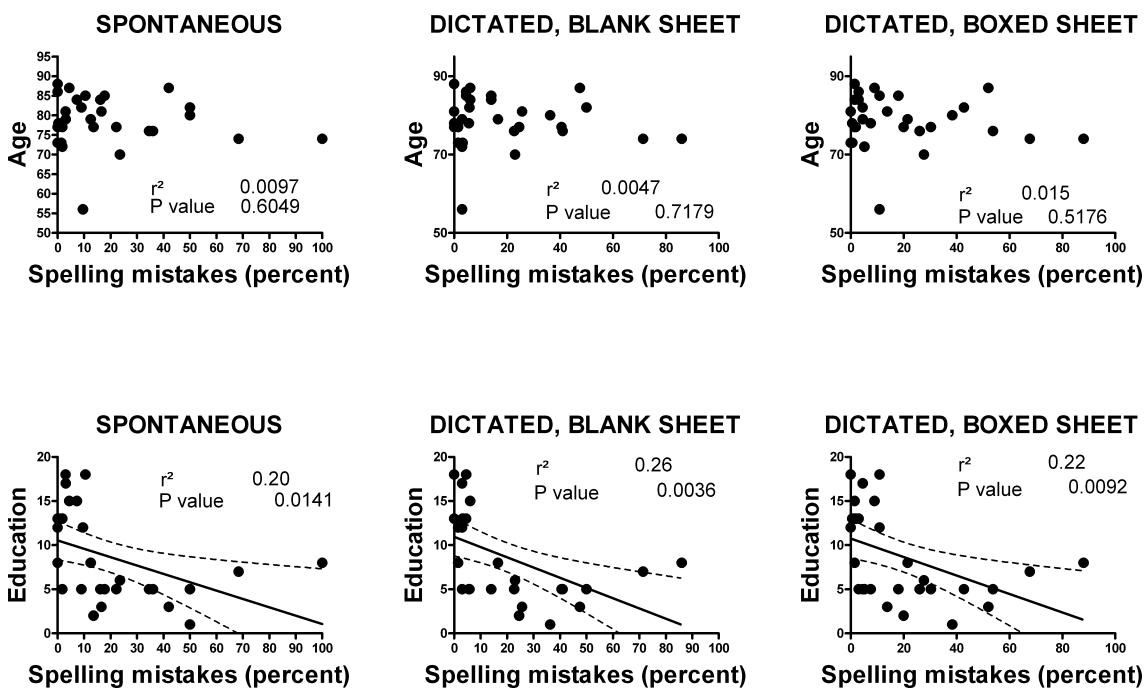 SPONTANEOUS
95
90
85
80
75
70
65
60
55
50
Age
r² 0.0097
P value 0.6049
0 10 20 30 40 50 60 70 80 90 100
Spelling mistakes (percent)
DICTATED, BLANK SHEET
90
70
50
Age
r² 0.0047
P value 0.7179
0 20 40 60 80 100
Spelling mistakes (percent)
DICTATED, BOXED SHEET
90
70
50
Age
r² 0.015
P value 0.5176
0 20 40 60 80 100
Spelling mistakes (percent)
SPONTANEOUS
20
15
10
5
0
Education
r² 0.20
P value 0.0141
0 10 20 30 40 50 60 70 80 90 100
Spelling mistakes (percent)
DICTATED, BLANK SHEET
20
15
10
5
0
Education
r² 0.26
P value 0.0036
0 10 20 30 40 50 60 70 80 90 100
Spelling mistakes (percent)
DICTATED, BOXED SHEET
20
15
10
5
0
Education
r² 0.22
P value 0.0092
0 20 40 60 80 100
Spelling mistakes (percent)